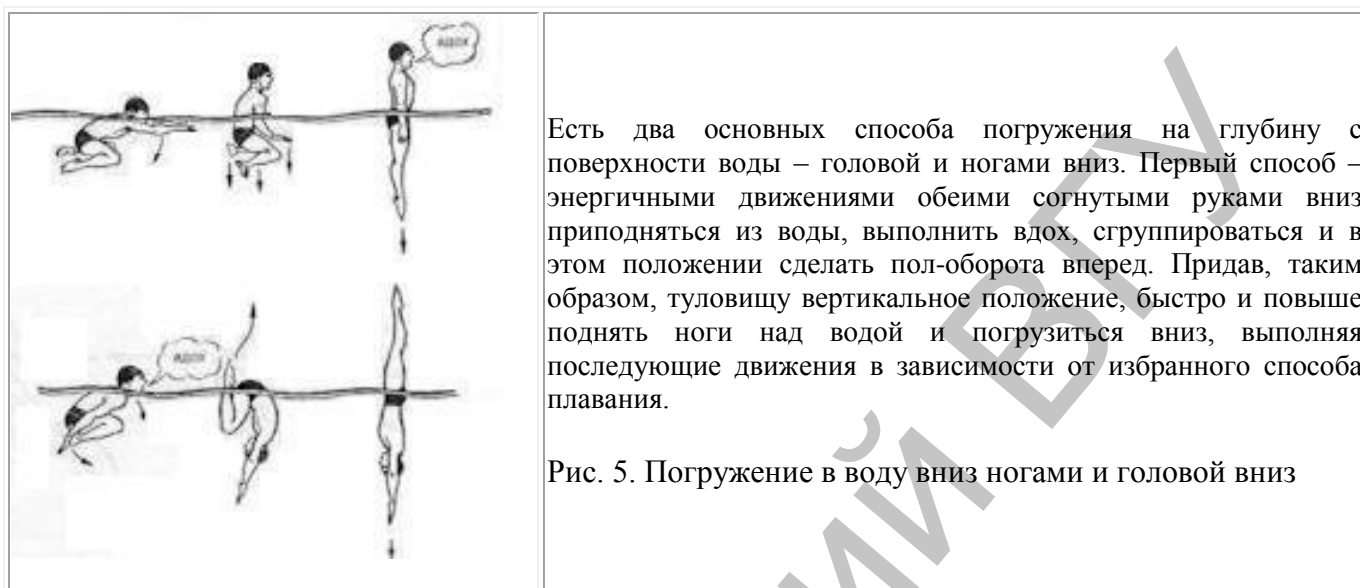 вдох
Есть два основных способа погружения на глубину с
поверхности воды – головой и ногами вниз. Первый способ –
энергичными движениями обеими согнутыми руками вниз
приподняться из воды, выполнить вдох, сгруппироваться и в
этом положении сделать пол-оборота вперед. Придав, таким
образом, туловищу вертикальное положение, быстро и повыше
поднять ноги над водой и погрузиться вниз, выполняя
последующие движения в зависимости от избранного способа
плавания.
вдох
Рис. 5. Погружение в воду вниз ногами и головой вниз
ИЙ ВГУ